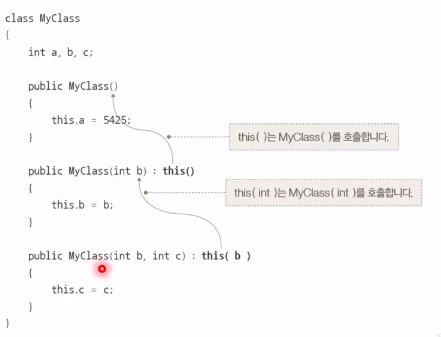 class MyClass
{
int a, b, c;
public MyClass()
{
this.a = 5425;
}
this( )는 MyClass( )를 호출합니다.
public MyClass(int b) : this()
{
this.b = b;
}
this( int )는 MyClass( int )를 호출합니다.
public MyClass(int b, int c) : this( b )
{
this.c = c;
}
}